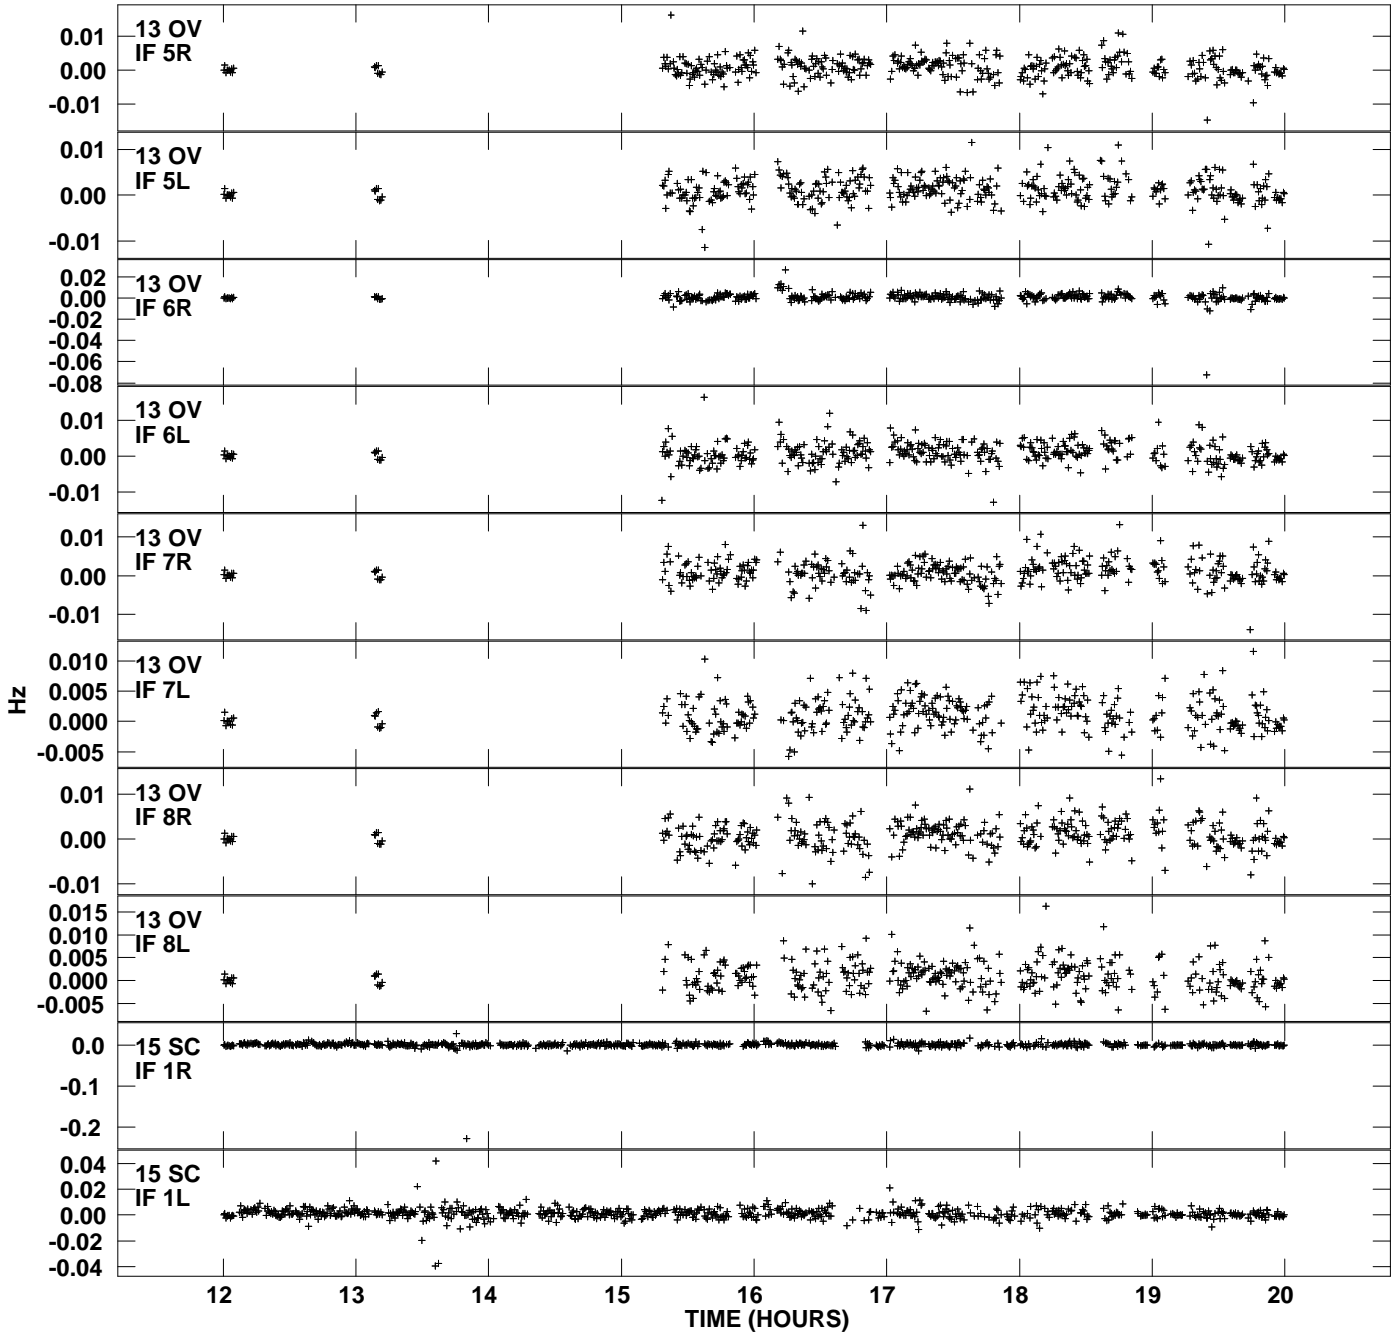 0.01
0.00
-0.01
13 OV
IF 5R
0.01
0.00
-0.01
13 OV
IF 5L
0.02
0.00
-0.02
-0.04
-0.06
-0.08
13 OV
IF 6R
0.01
0.00
-0.01
13 OV
IF 6L
0.01
0.00
-0.01
13 OV
IF 7R
0.010
0.005
0.000
-0.005
13 OV
IF 7L
Hz
0.01
0.00
-0.01
13 OV
IF 8R
0.015
0.010
0.005
0.000
-0.005
13 OV
IF 8L
0.0
-0.1
-0.2
15 SC
IF 1R
0.04
0.02
0.00
-0.02
-0.04
15 SC
IF 1L
12 13 14 15 16 17 18 19 20
TIME (HOURS)